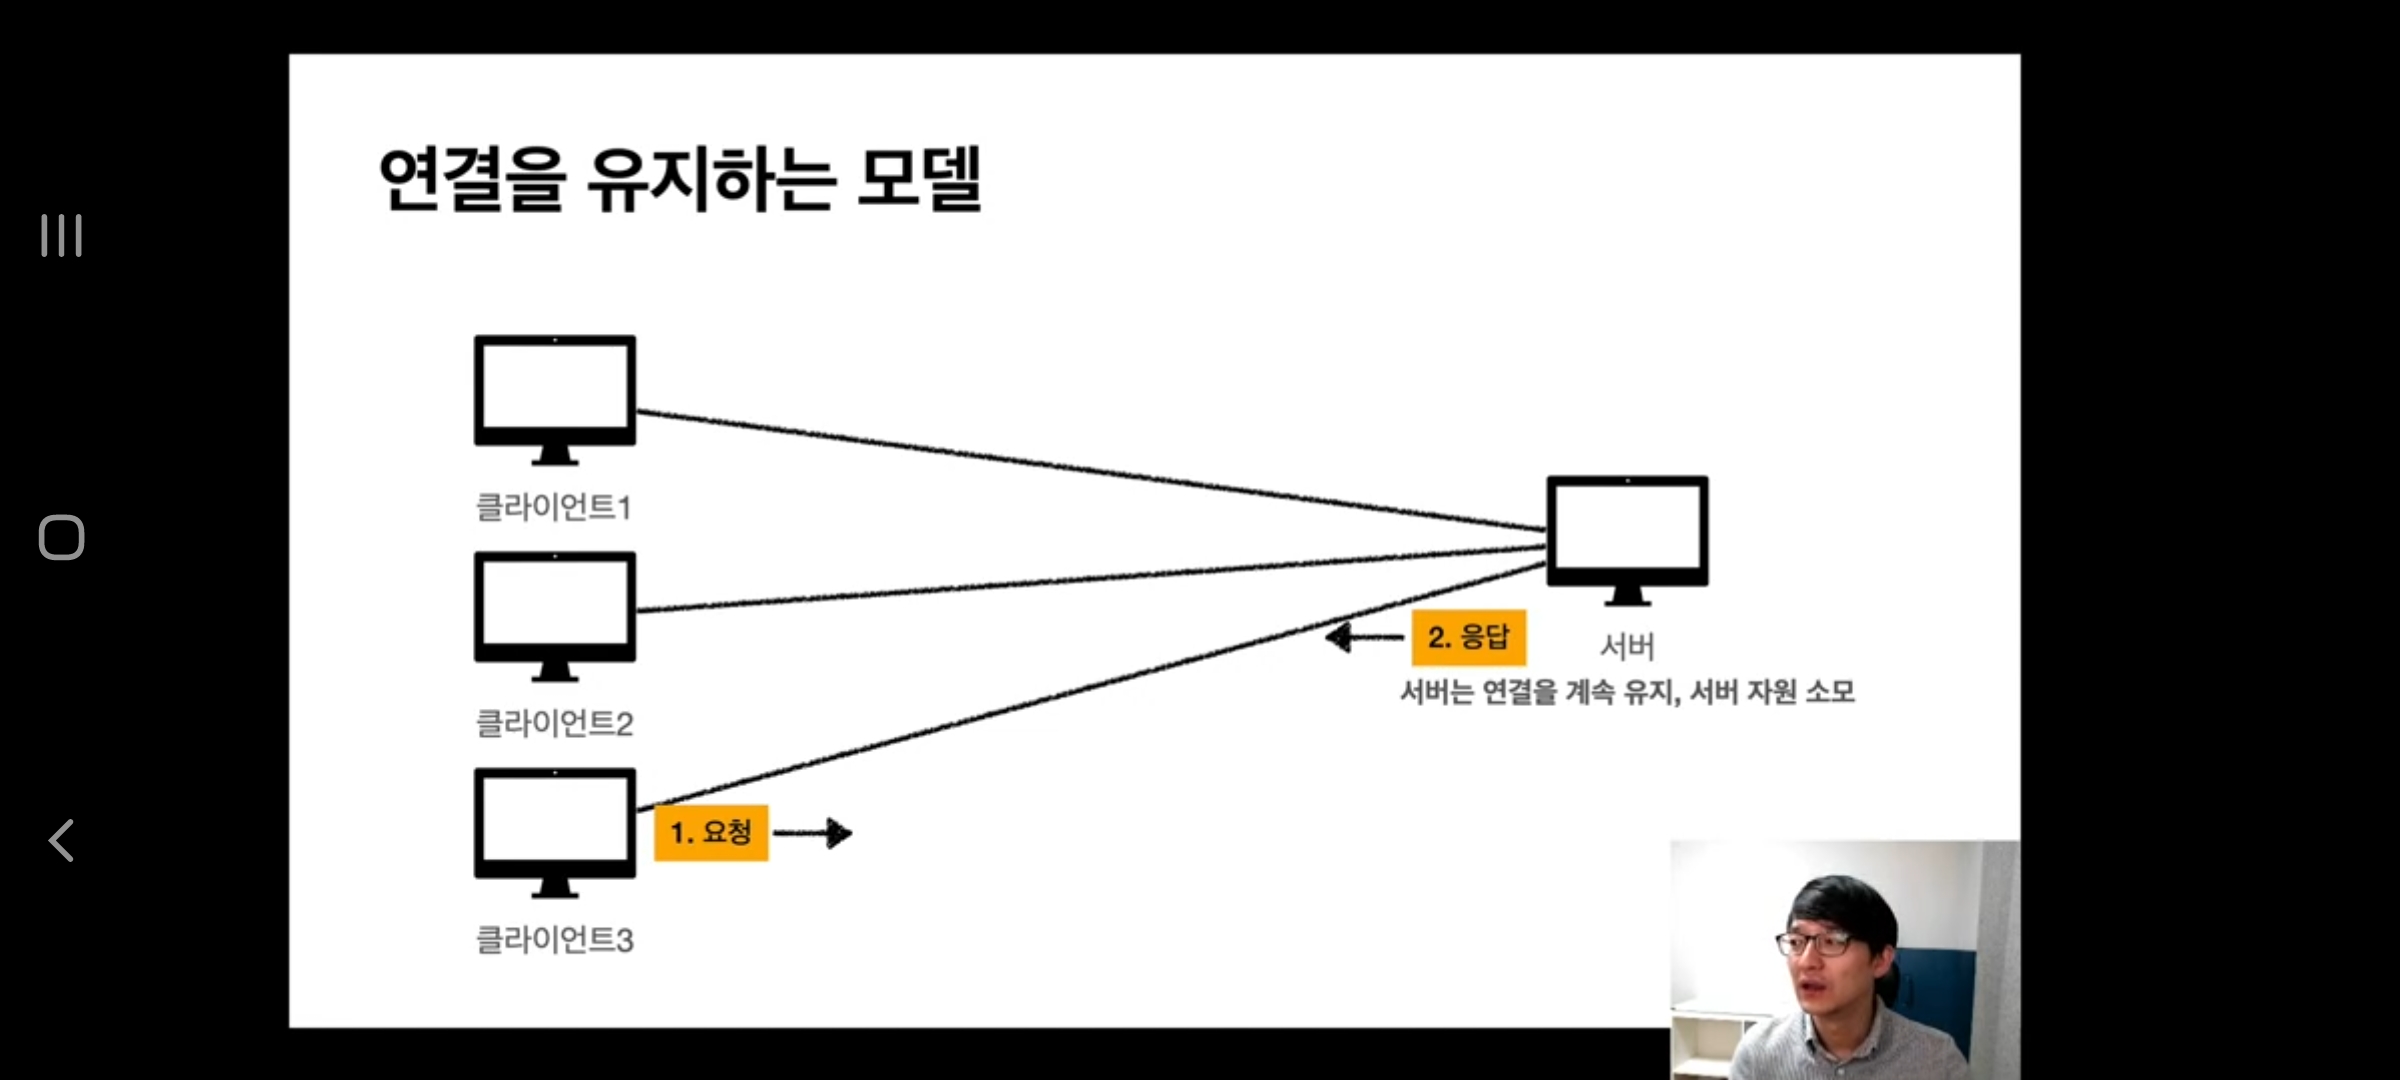 연결을 유지하는 모델
클라이언트1
클라이언트2
2. 응답
서버
서버는 연결을 계속 유지, 서버 자원 소모
1. 요청
클라이언트3